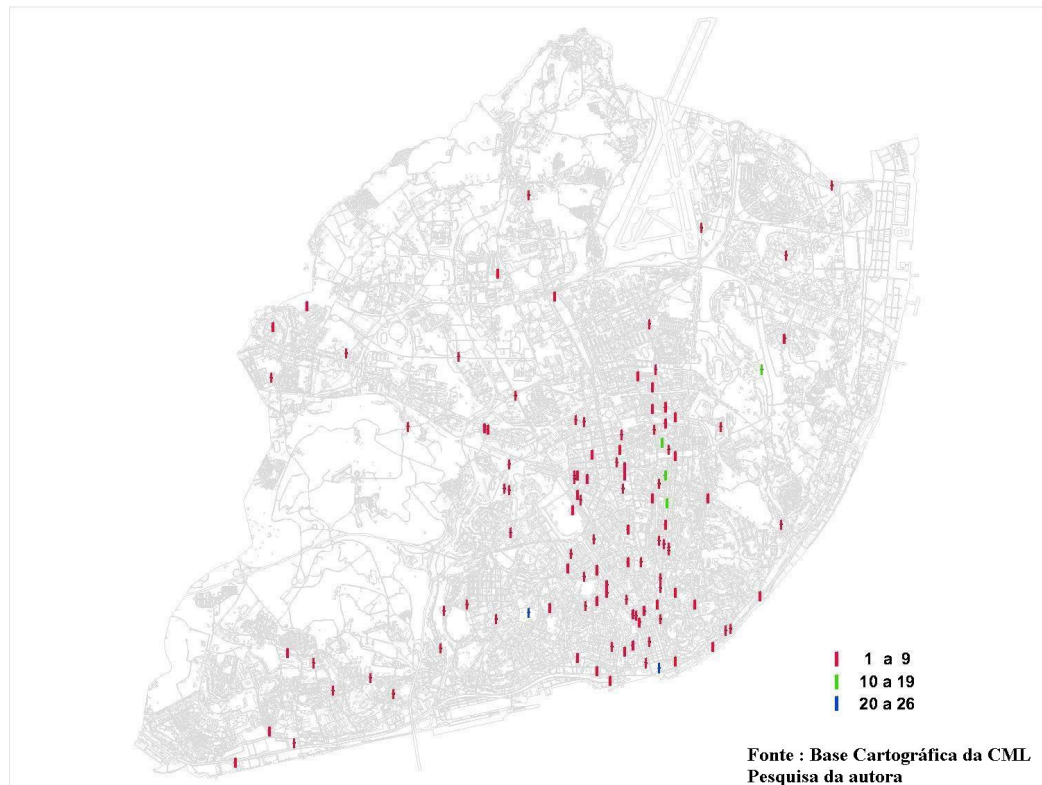 1 a 9
10 a 19
20 a 26
Fonte : Base Cartográfica da CML
Pesquisa da autora